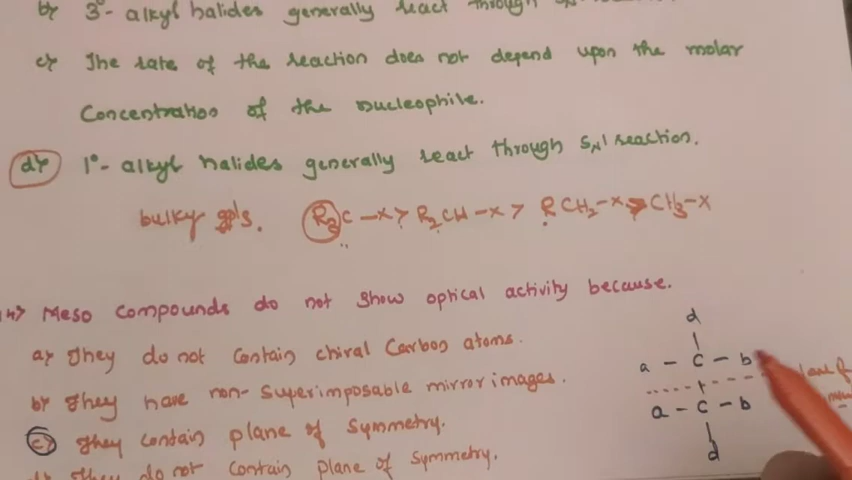 b) 3°- alkyl halides generally react through
c) The rate of the reaction does not depend upon the molar
Concentration of the nucleophile.
d) 1°- alkyl halides generally react through SN1 reaction.
bulky gp's. R3C-X > R2CH-X > RCH2-X > CH3-X
Meso compounds do not show optical activity because.
a) They do not contain chiral Carbon atoms.
b) They have non-superimposable mirror images.
c) They contain plane of symmetry.
d) They do not contain plane of symmetry.
d
a - C - b
a - C - b
d